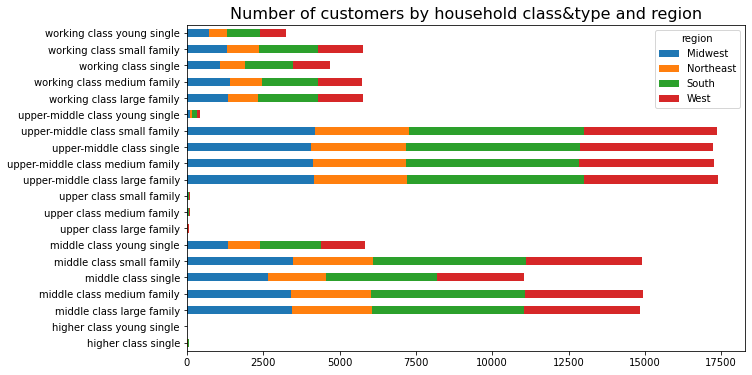 Number of customers by household class&type and region
working class young single
working class small family
working class single
working class medium family
working class large family
upper-middle class young single
upper-middle class small family
upper-middle class single
upper-middle class medium family
upper-middle class large family
upper class small family
upper class medium family
upper class large family
middle class young single
middle class small family
middle class single
middle class medium family
middle class large family
higher class young single
higher class single
region
Midwest
Northeast
South
West
0 2500 5000 7500 10000 12500 15000 17500